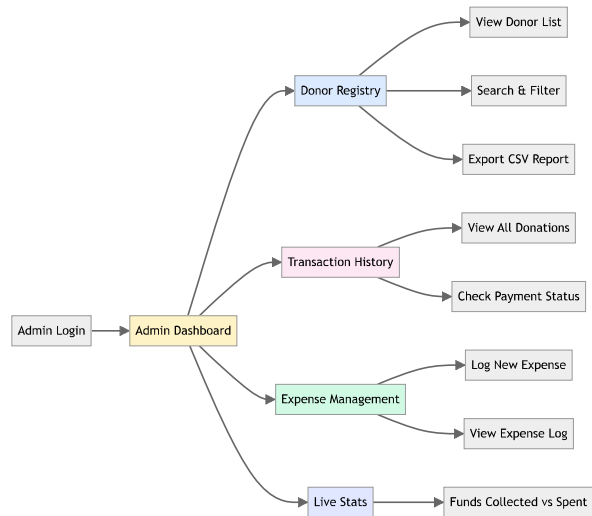 View Donor List
Donor Registry
Search & Filter
Export CSV Report
View All Donations
Transaction History
Check Payment Status
Admin Login
Admin Dashboard
Log New Expense
Expense Management
View Expense Log
Live Stats
Funds Collected vs Spent